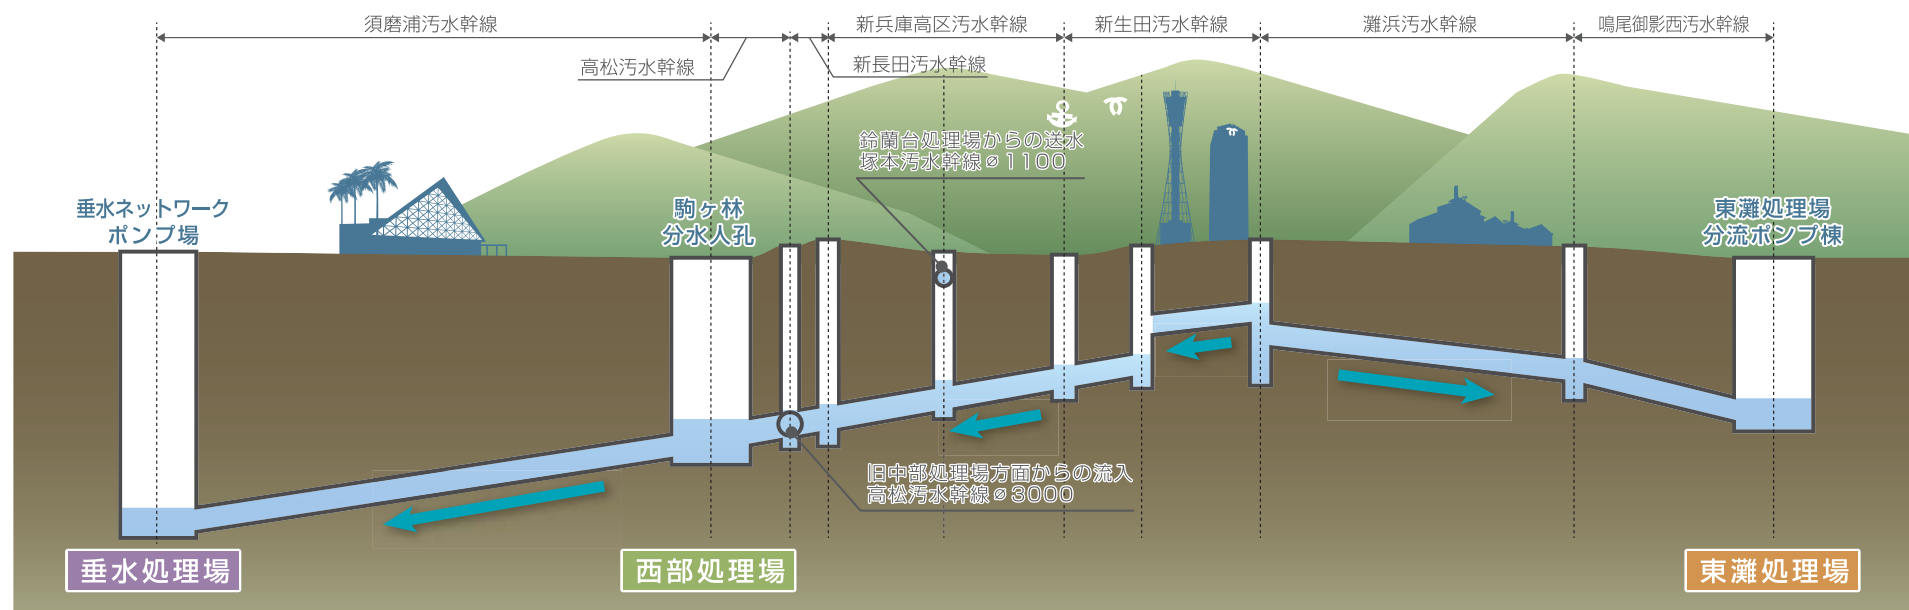 須磨浦汚水幹線
新兵庫高区汚水幹線
新生田汚水幹線
灘浜汚水幹線
鳴尾御影西汚水幹線
高松汚水幹線
新長田汚水幹線
鈴蘭台処理場からの送水
塚本汚水幹線⌀1100
垂水ネットワーク
ポンプ場
駒ヶ林
分水人孔
東灘処理場
分流ポンプ棟
旧中部処理場方面からの流入
高松汚水幹線⌀3000
垂水処理場
西部処理場
東灘処理場